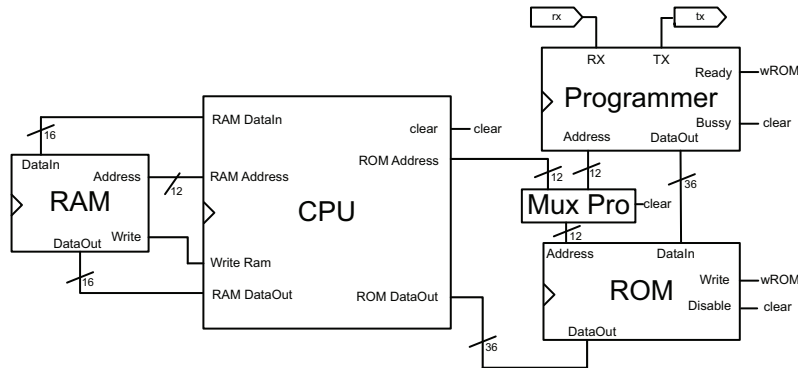 rx
tx
RX
TX
Ready
wROM
Programmer
Bussy
clear
Address
DataOut
16
RAM DataIn
clear
clear
DataIn
ROM Address
12
12
36
Address
RAM Address
12
RAM
CPU
Mux Pro
clear
12
Write
DataOut
Write Ram
Address
DataIn
16
RAM DataOut
ROM DataOut
ROM
Write
wROM
Disable
clear
DataOut
36